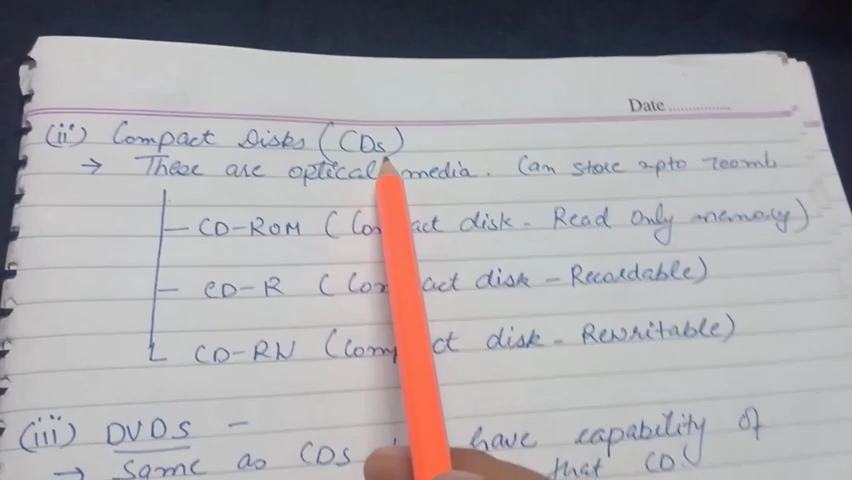 Date ...............
(ii) Compact Disks (CDs)
→ These are optical media. Can store upto 700mb
CD-ROM ( Compact disk - Read Only memory)
CD-R (Compact disk - Recordable)
CD-RW (Compact disk - Rewritable)
(iii) DVDS -
→ Same as CDS have capability of
that CD